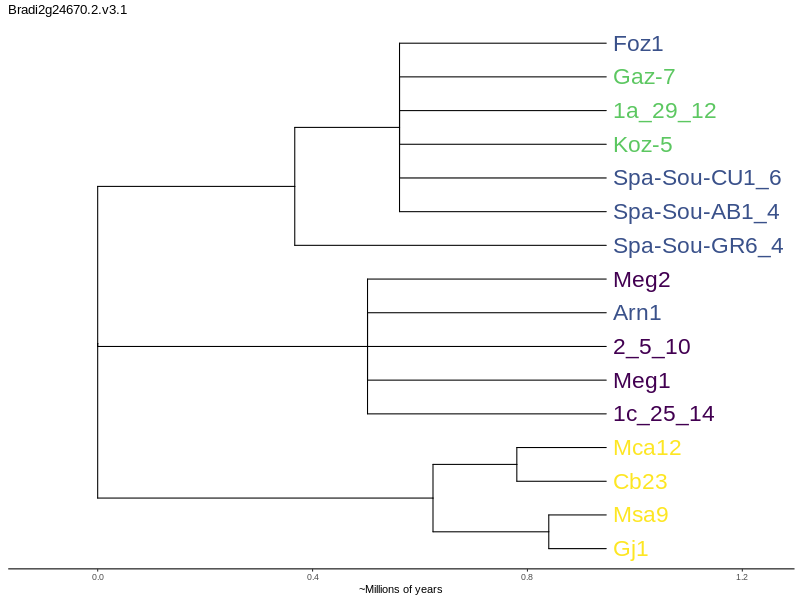 Bradi2g24670.2.v3.1
Foz1
Gaz-7
1a_29_12
Koz-5
Spa-Sou-CU1_6
Spa-Sou-AB1_4
Spa-Sou-GR6_4
Meg2
Arn1
2_5_10
Meg1
1c_25_14
Mca12
Cb23
Msa9
Gj1
0.0 0.4 0.8 1.2
~Millions of years